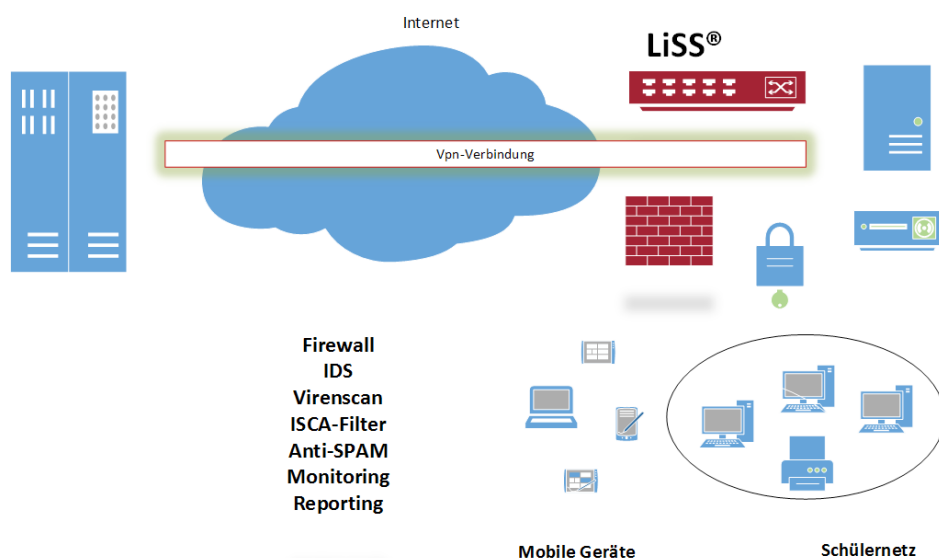 Internet
LiSS®
Vpn-Verbindung
Firewall
IDS
Virenscan
ISCA-Filter
Anti-SPAM
Monitoring
Reporting
Mobile Geräte
Schülernetz